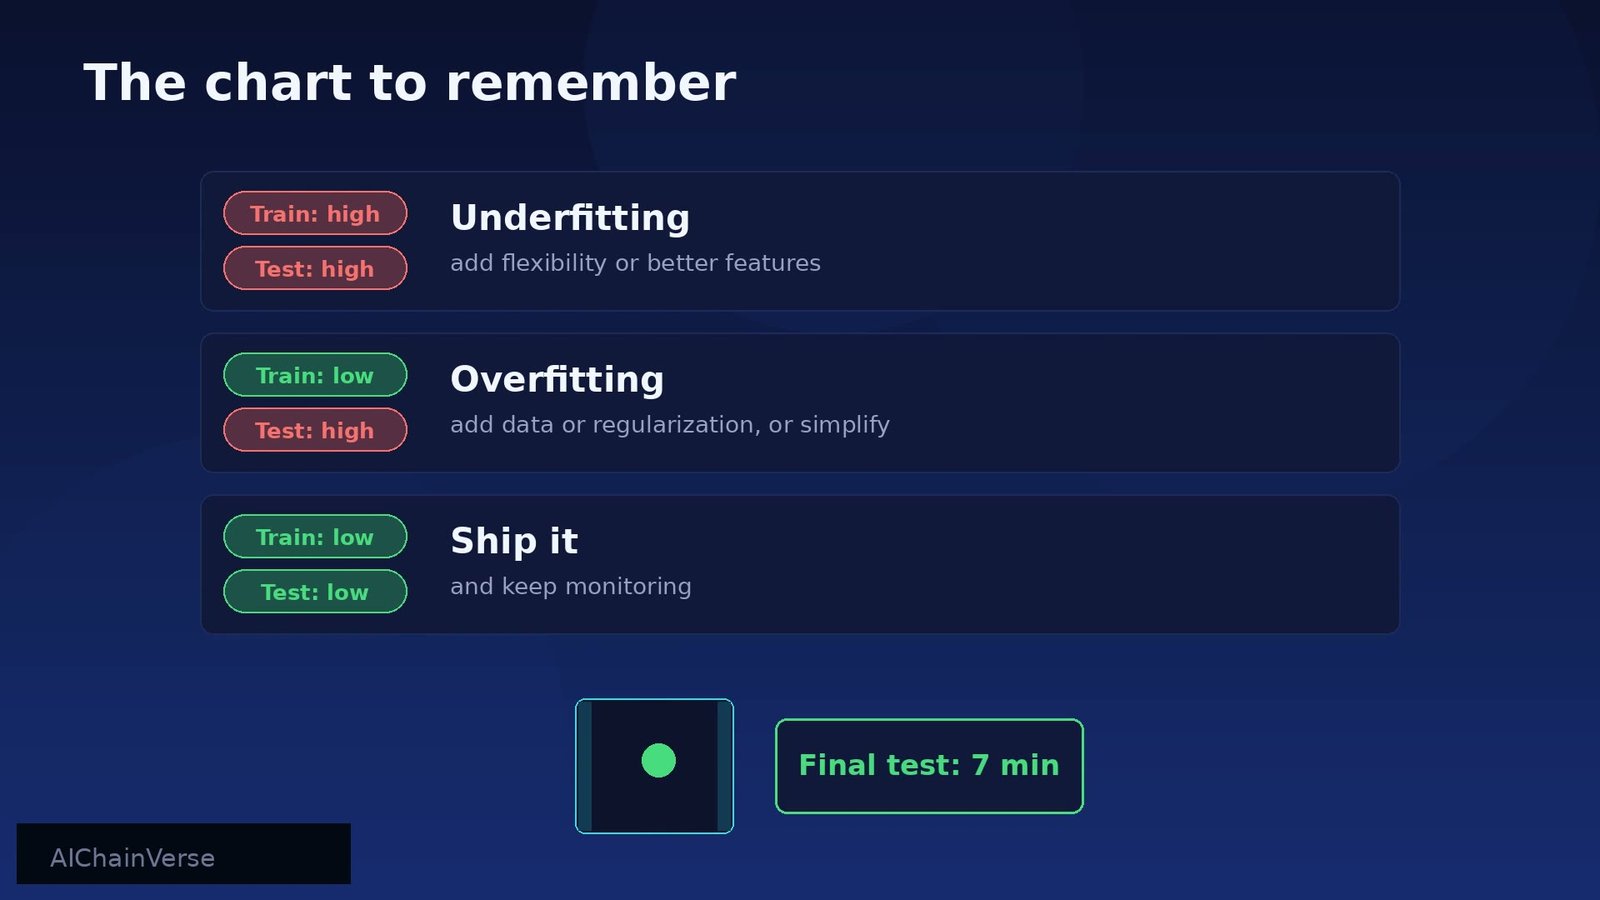 The chart to remember
Train: high
Test: high
Underfitting
add flexibility or better features
Train: low
Test: high
Overfitting
add data or regularization, or simplify
Train: low
Test: low
Ship it
and keep monitoring
Final test: 7 min
AIChainVerse